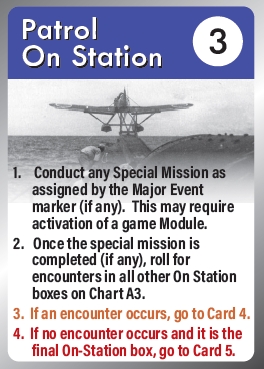 Patrol
On Station
3
1. Conduct any Special Mission as
assigned by the Major Event
marker (if any). This may require
activation of a game Module.
2. Once the special mission is
completed (if any), roll for
encounters in all other On Station
boxes on Chart A3.
3. If an encounter occurs, go to Card 4.
4. If no encounter occurs and it is the
final On-Station box, go to Card 5.